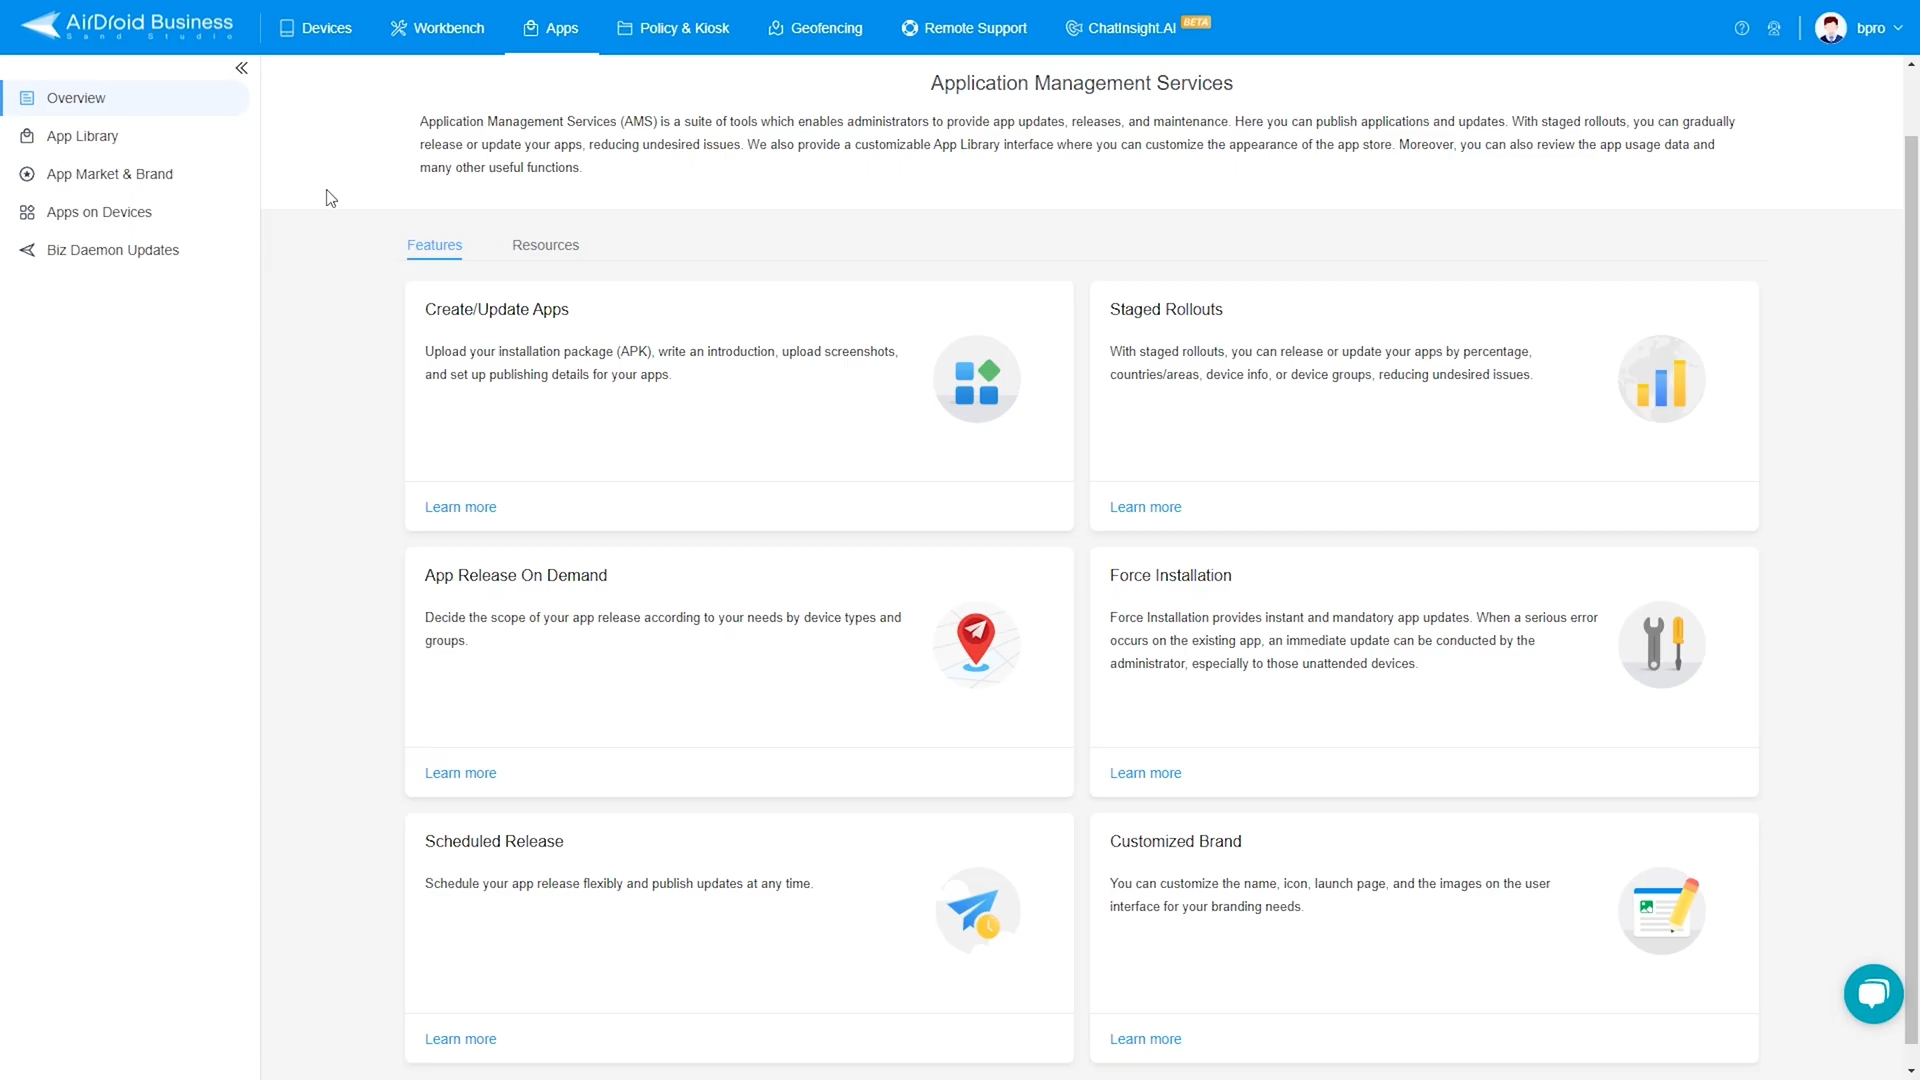 AirDroid Business
Sand Studio
Devices
Workbench
Apps
Policy & Kiosk
Geofencing
Remote Support
ChatInsight.AI
BETA
bpro
Overview
App Library
App Market & Brand
Apps on Devices
Biz Daemon Updates
Application Management Services
Application Management Services (AMS) is a suite of tools which enables administrators to provide app updates, releases, and maintenance. Here you can publish applications and updates. With staged rollouts, you can gradually
release or update your apps, reducing undesired issues. We also provide a customizable App Library interface where you can customize the appearance of the app store. Moreover, you can also review the app usage data and
many other useful functions.
Features
Resources
Create/Update Apps
Upload your installation package (APK), write an introduction, upload screenshots,
and set up publishing details for your apps.
Learn more
Staged Rollouts
With staged rollouts, you can release or update your apps by percentage,
countries/areas, device info, or device groups, reducing undesired issues.
Learn more
App Release On Demand
Decide the scope of your app release according to your needs by device types and
groups.
Learn more
Force Installation
Force Installation provides instant and mandatory app updates. When a serious error
occurs on the existing app, an immediate update can be conducted by the
administrator, especially to those unattended devices.
Learn more
Scheduled Release
Schedule your app release flexibly and publish updates at any time.
Learn more
Customized Brand
You can customize the name, icon, launch page, and the images on the user
interface for your branding needs.
Learn more